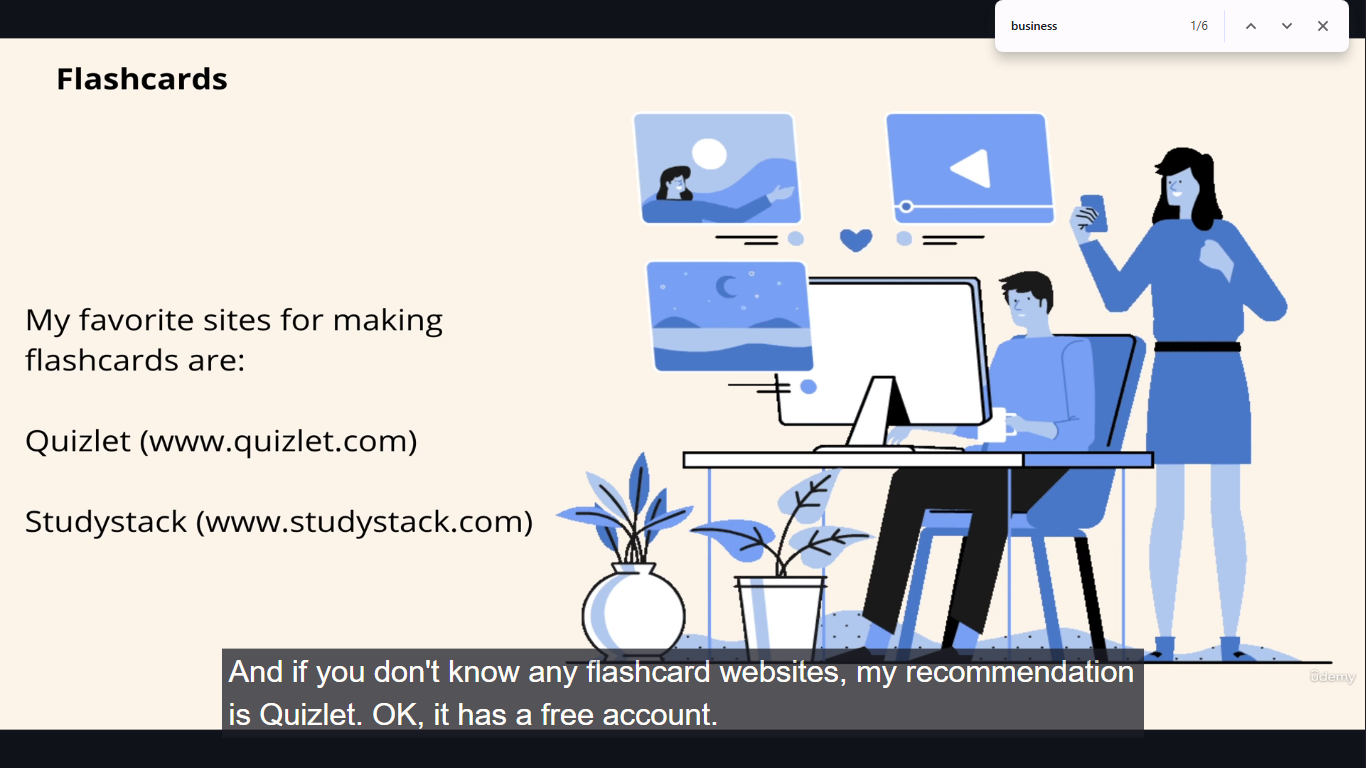 business 1/6
Flashcards
My favorite sites for making
flashcards are:
Quizlet (www.quizlet.com)
Studystack (www.studystack.com)
And if you don't know any flashcard websites, my recommendation
is Quizlet. OK, it has a free account.
ûdemy